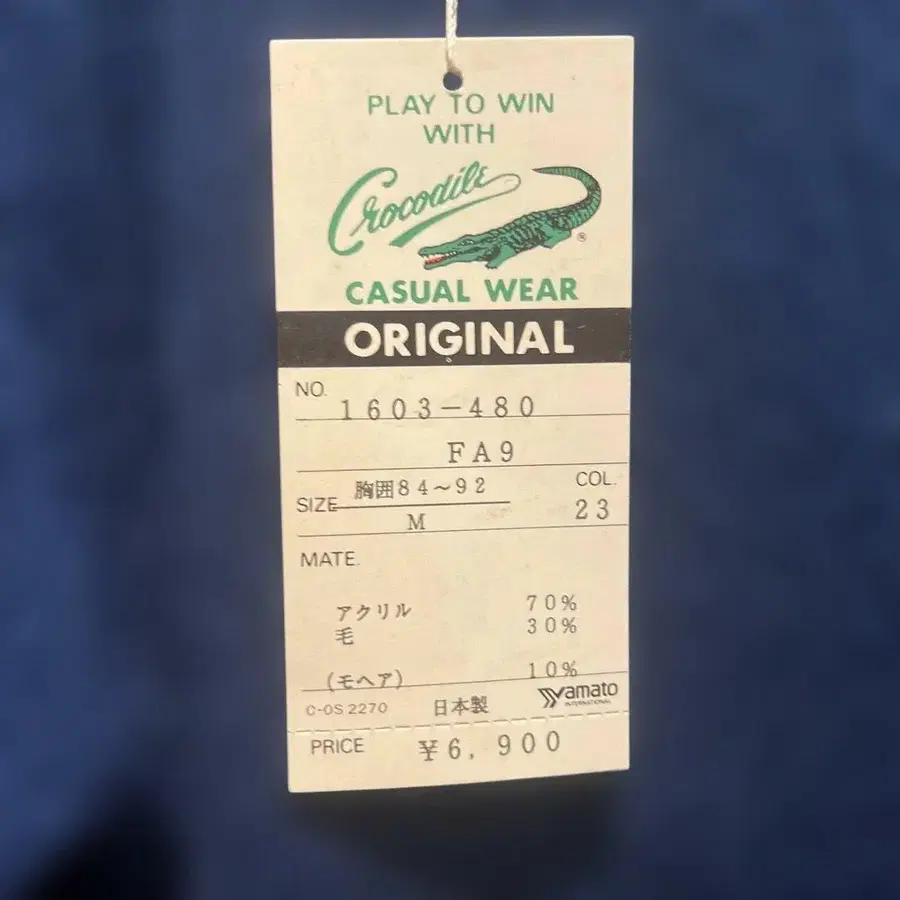 PLAY TO WIN
WITH
Crocodile
®
CASUAL WEAR
ORIGINAL
NO.
1603-480
FA9
SIZE 胸囲84~92 COL.
M 23
MATE.
アクリル 70%
毛 30%
(モヘア) 10%
C-OS 2270 日本製 Yamato
INTERNATIONAL
PRICE ¥6,900